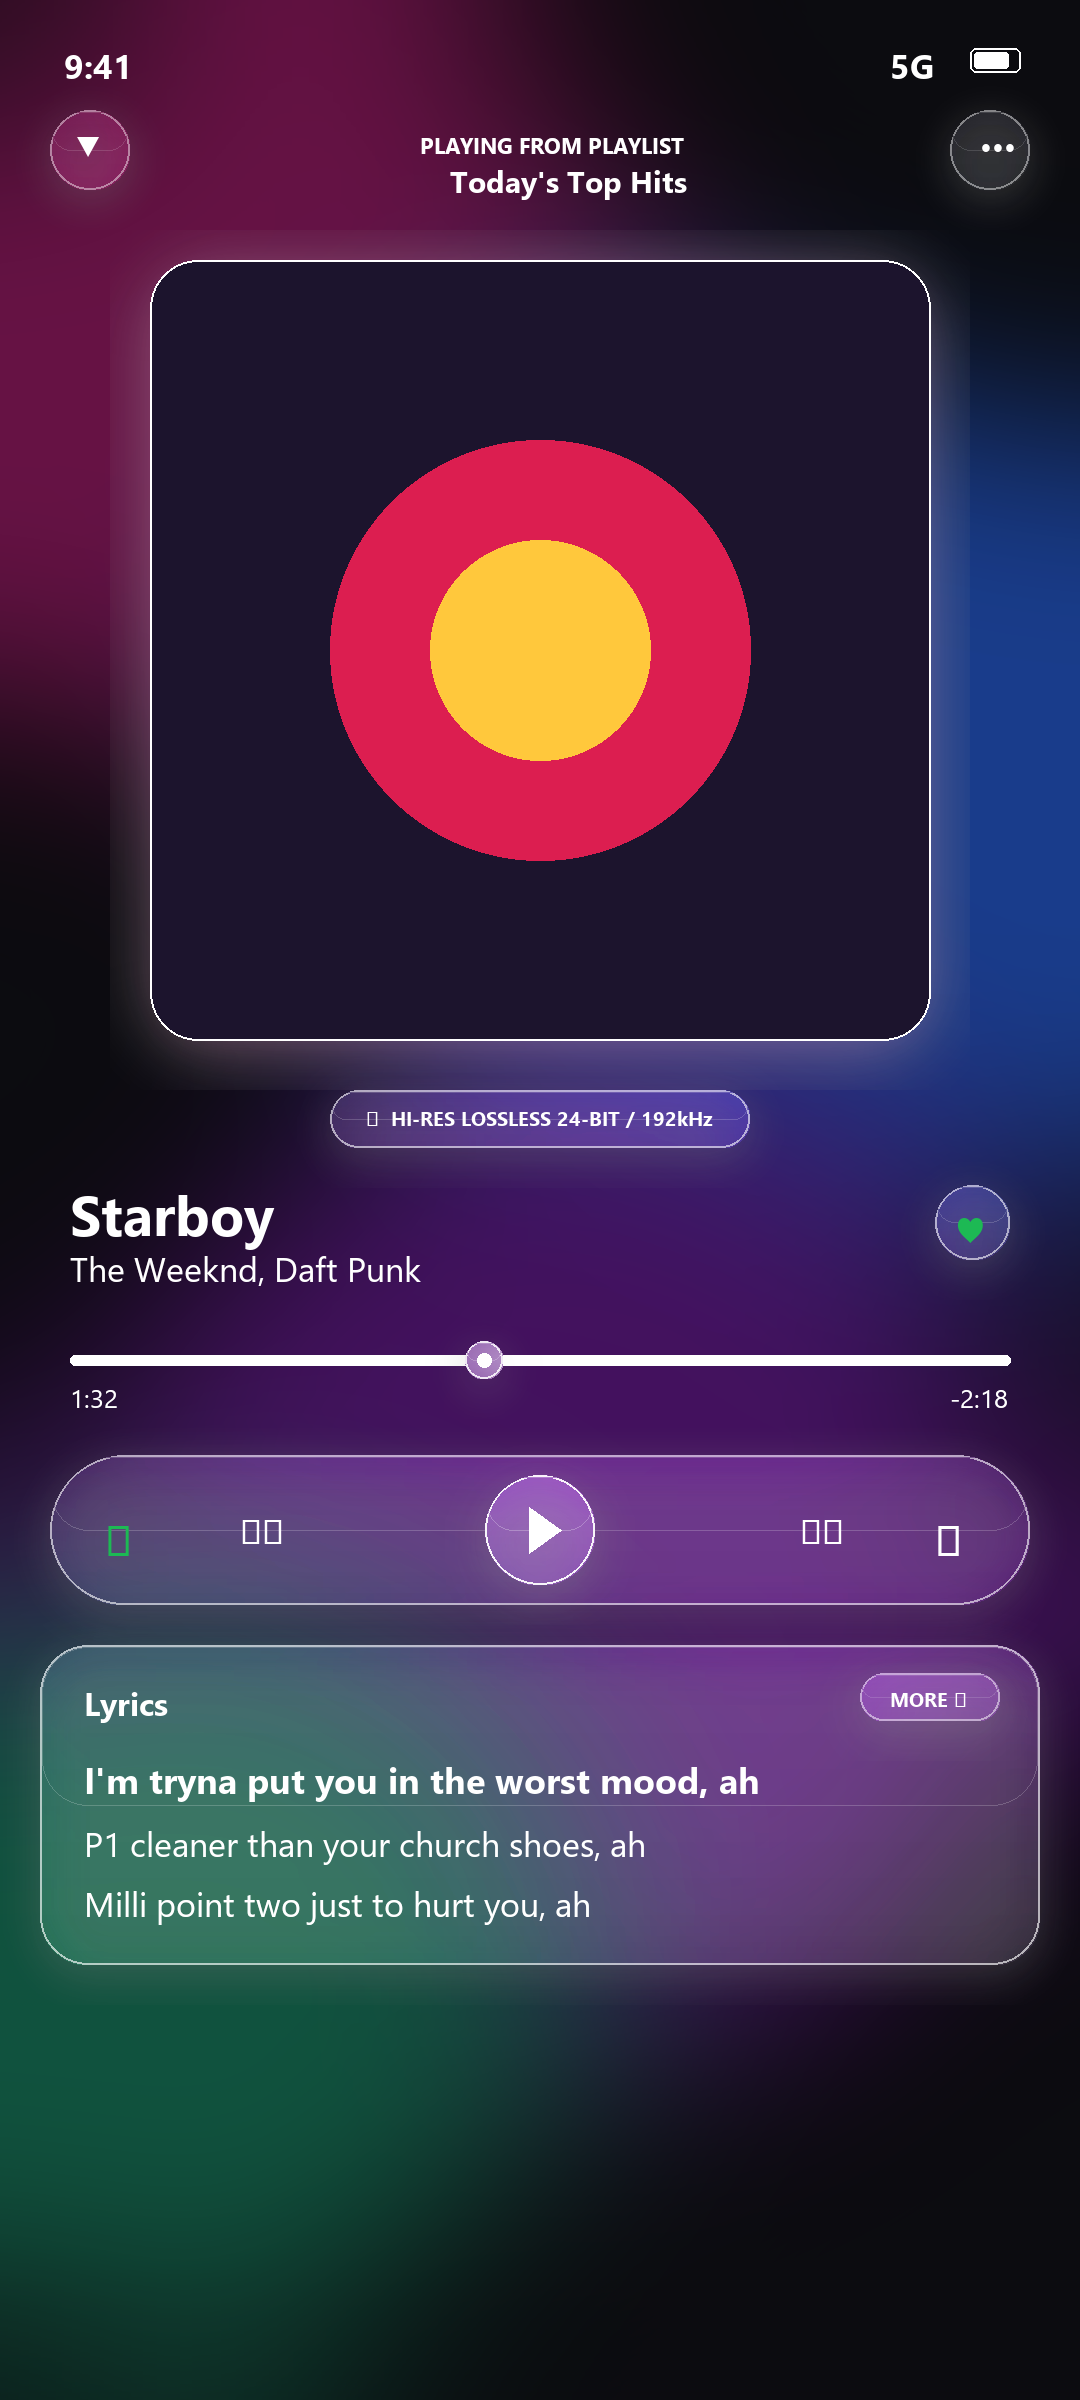 9:41 5G
PLAYING FROM PLAYLIST
Today's Top Hits
HI-RES LOSSLESS 24-BIT / 192kHz
Starboy
The Weeknd, Daft Punk
1:32 -2:18
Lyrics MORE
I'm tryna put you in the worst mood, ah
P1 cleaner than your church shoes, ah
Milli point two just to hurt you, ah